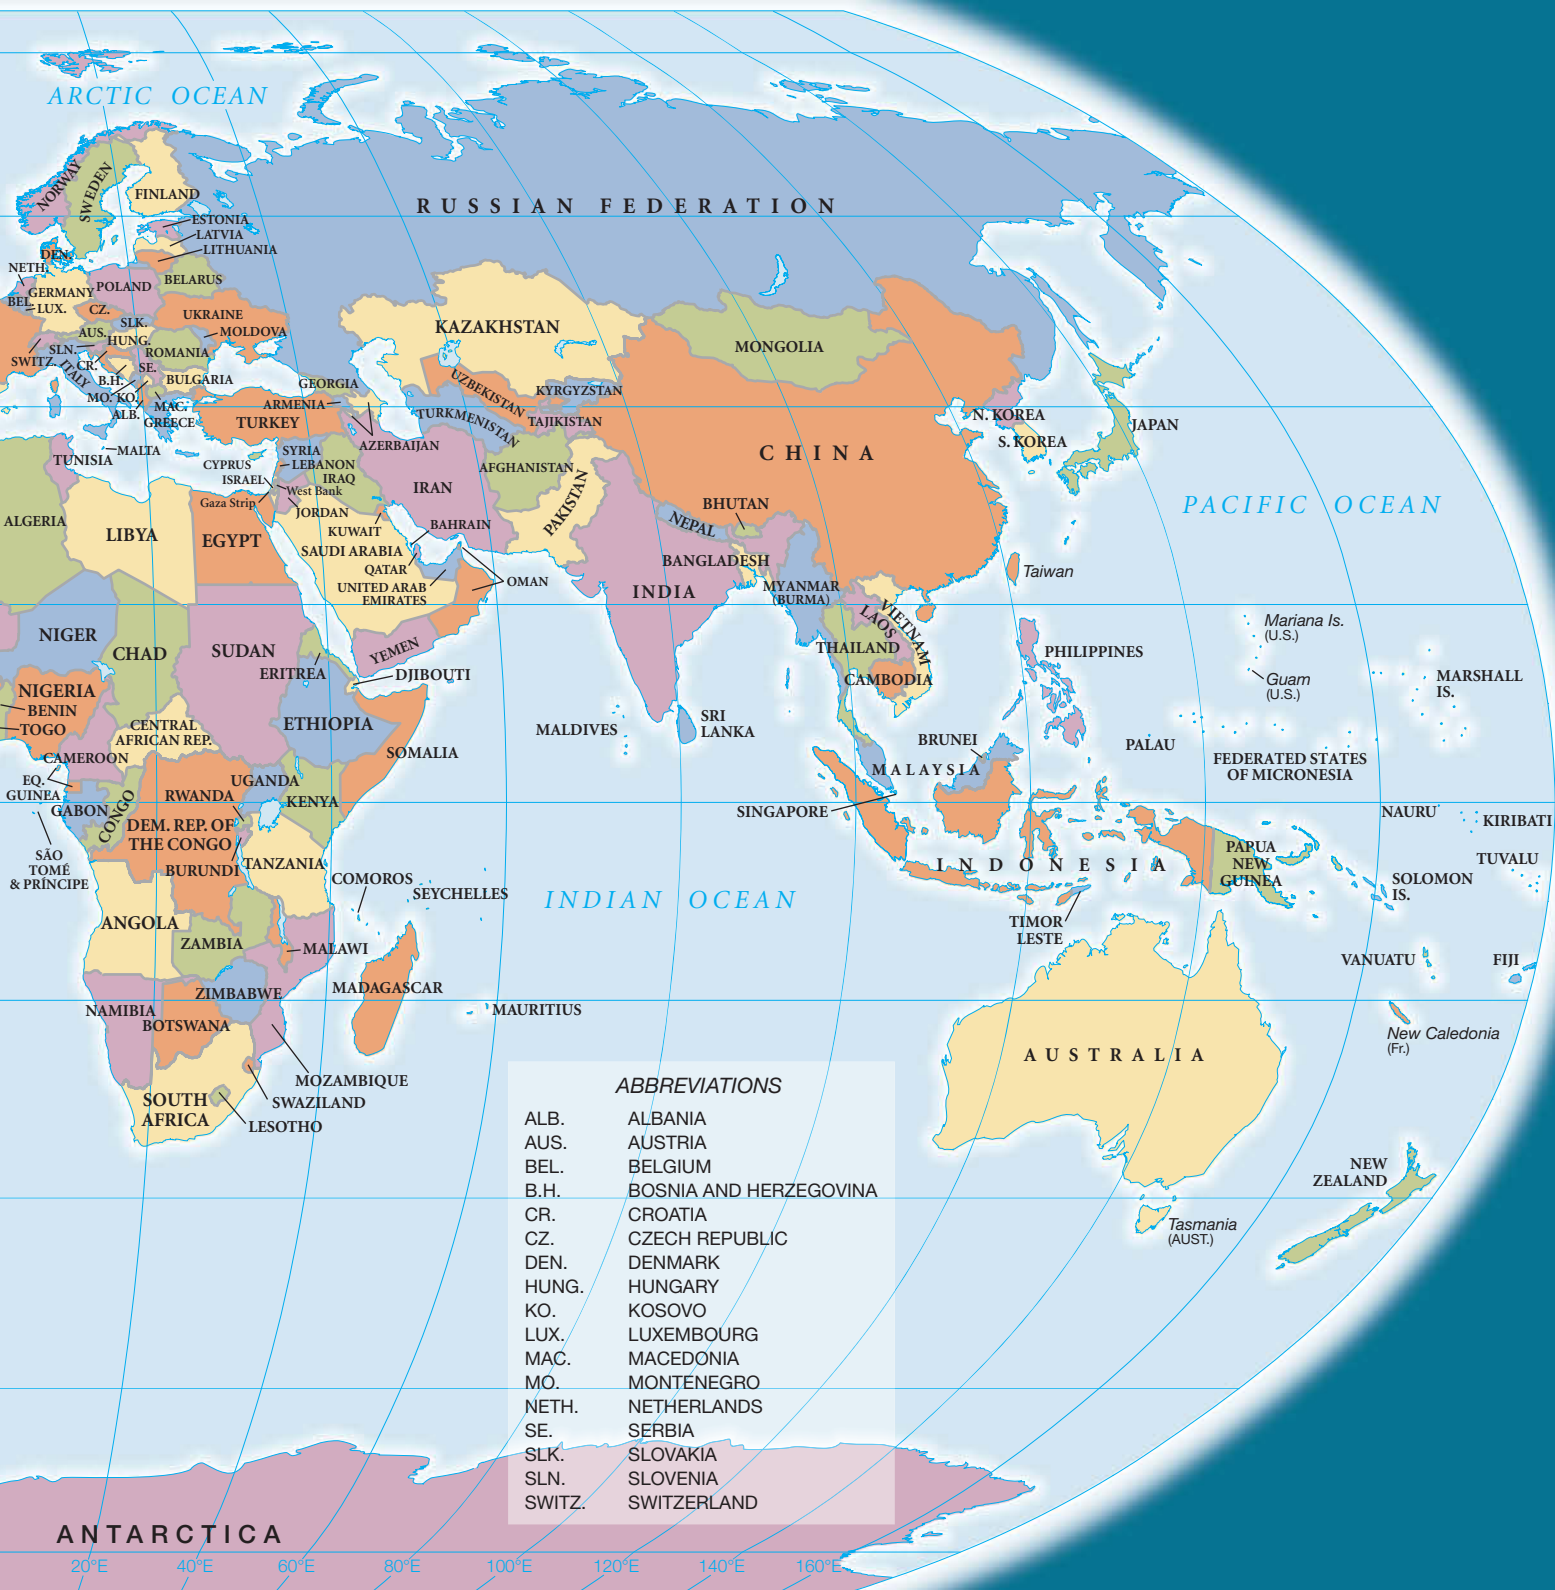 ARCTIC OCEAN
NORWAY
SWEDEN
FINLAND
RUSSIAN FEDERATION
ESTONIA
LATVIA
LITHUANIA
DEN.
NETH.
BEL.
LUX.
GERMANY
POLAND
BELARUS
CZ.
SLK.
UKRAINE
MOLDOVA
AUS.
HUNG.
SWITZ.
SLN.
CR.
ROMANIA
ITALY
B.H.
SE.
BULGARIA
MO.
KO.
ALB.
MAC.
GREECE
GEORGIA
ARMENIA
TURKEY
AZERBAIJAN
KAZAKHSTAN
UZBEKISTAN
KYRGYZSTAN
TURKMENISTAN
TAJIKISTAN
MONGOLIA
CHINA
N. KOREA
S. KOREA
JAPAN
PACIFIC OCEAN
TUNISIA
MALTA
CYPRUS
SYRIA
LEBANON
ISRAEL
IRAQ
West Bank
Gaza Strip
JORDAN
KUWAIT
IRAN
AFGHANISTAN
PAKISTAN
BAHRAIN
SAUDI ARABIA
QATAR
UNITED ARAB
EMIRATES
OMAN
YEMEN
NEPAL
BHUTAN
BANGLADESH
INDIA
MYANMAR
(BURMA)
LAOS
VIETNAM
THAILAND
CAMBODIA
Taiwan
PHILIPPINES
Mariana Is.
(U.S.)
Guam
(U.S.)
MARSHALL
IS.
PALAU
FEDERATED STATES
OF MICRONESIA
NAURU
KIRIBATI
TUVALU
ALGERIA
LIBYA
EGYPT
NIGER
CHAD
SUDAN
ERITREA
DJIBOUTI
NIGERIA
BENIN
TOGO
CENTRAL
AFRICAN REP.
ETHIOPIA
SOMALIA
CAMEROON
EQ.
GUINEA
GABON
CONGO
UGANDA
RWANDA
KENYA
DEM. REP. OF
THE CONGO
BURUNDI
TANZANIA
SÃO
TOMÉ
& PRÍNCIPE
COMOROS
SEYCHELLES
ANGOLA
ZAMBIA
MALAWI
ZIMBABWE
MADAGASCAR
MAURITIUS
NAMIBIA
BOTSWANA
MOZAMBIQUE
SOUTH
AFRICA
SWAZILAND
LESOTHO
MALDIVES
SRI
LANKA
INDIAN OCEAN
BRUNEI
MALAYSIA
SINGAPORE
INDONESIA
TIMOR
LESTE
PAPUA
NEW
GUINEA
SOLOMON
IS.
VANUATU
FIJI
New Caledonia
(Fr.)
AUSTRALIA
Tasmania
(AUST.)
NEW
ZEALAND
ABBREVIATIONS
ALB. ALBANIA
AUS. AUSTRIA
BEL. BELGIUM
B.H. BOSNIA AND HERZEGOVINA
CR. CROATIA
CZ. CZECH REPUBLIC
DEN. DENMARK
HUNG. HUNGARY
KO. KOSOVO
LUX. LUXEMBOURG
MAC. MACEDONIA
MO. MONTENEGRO
NETH. NETHERLANDS
SE. SERBIA
SLK. SLOVAKIA
SLN. SLOVENIA
SWITZ. SWITZERLAND
ANTARCTICA
20°E 40°E 60°E 80°E 100°E 120°E 140°E 160°E